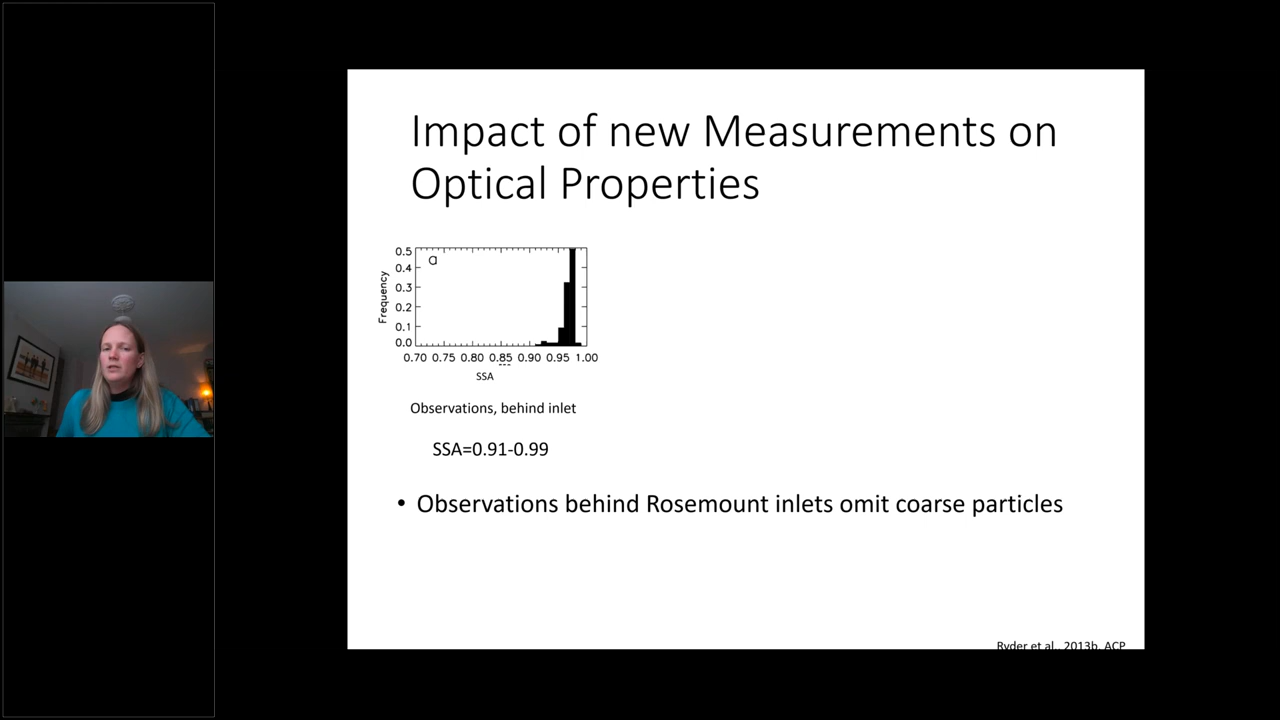 Impact of new Measurements on
Optical Properties
a
Frequency
0.5
0.4
0.3
0.2
0.1
0.0
0.70 0.75 0.80 0.85 0.90 0.95 1.00
SSA
Observations, behind inlet
SSA=0.91-0.99
• Observations behind Rosemount inlets omit coarse particles
Ryder et al., 2013b, ACP